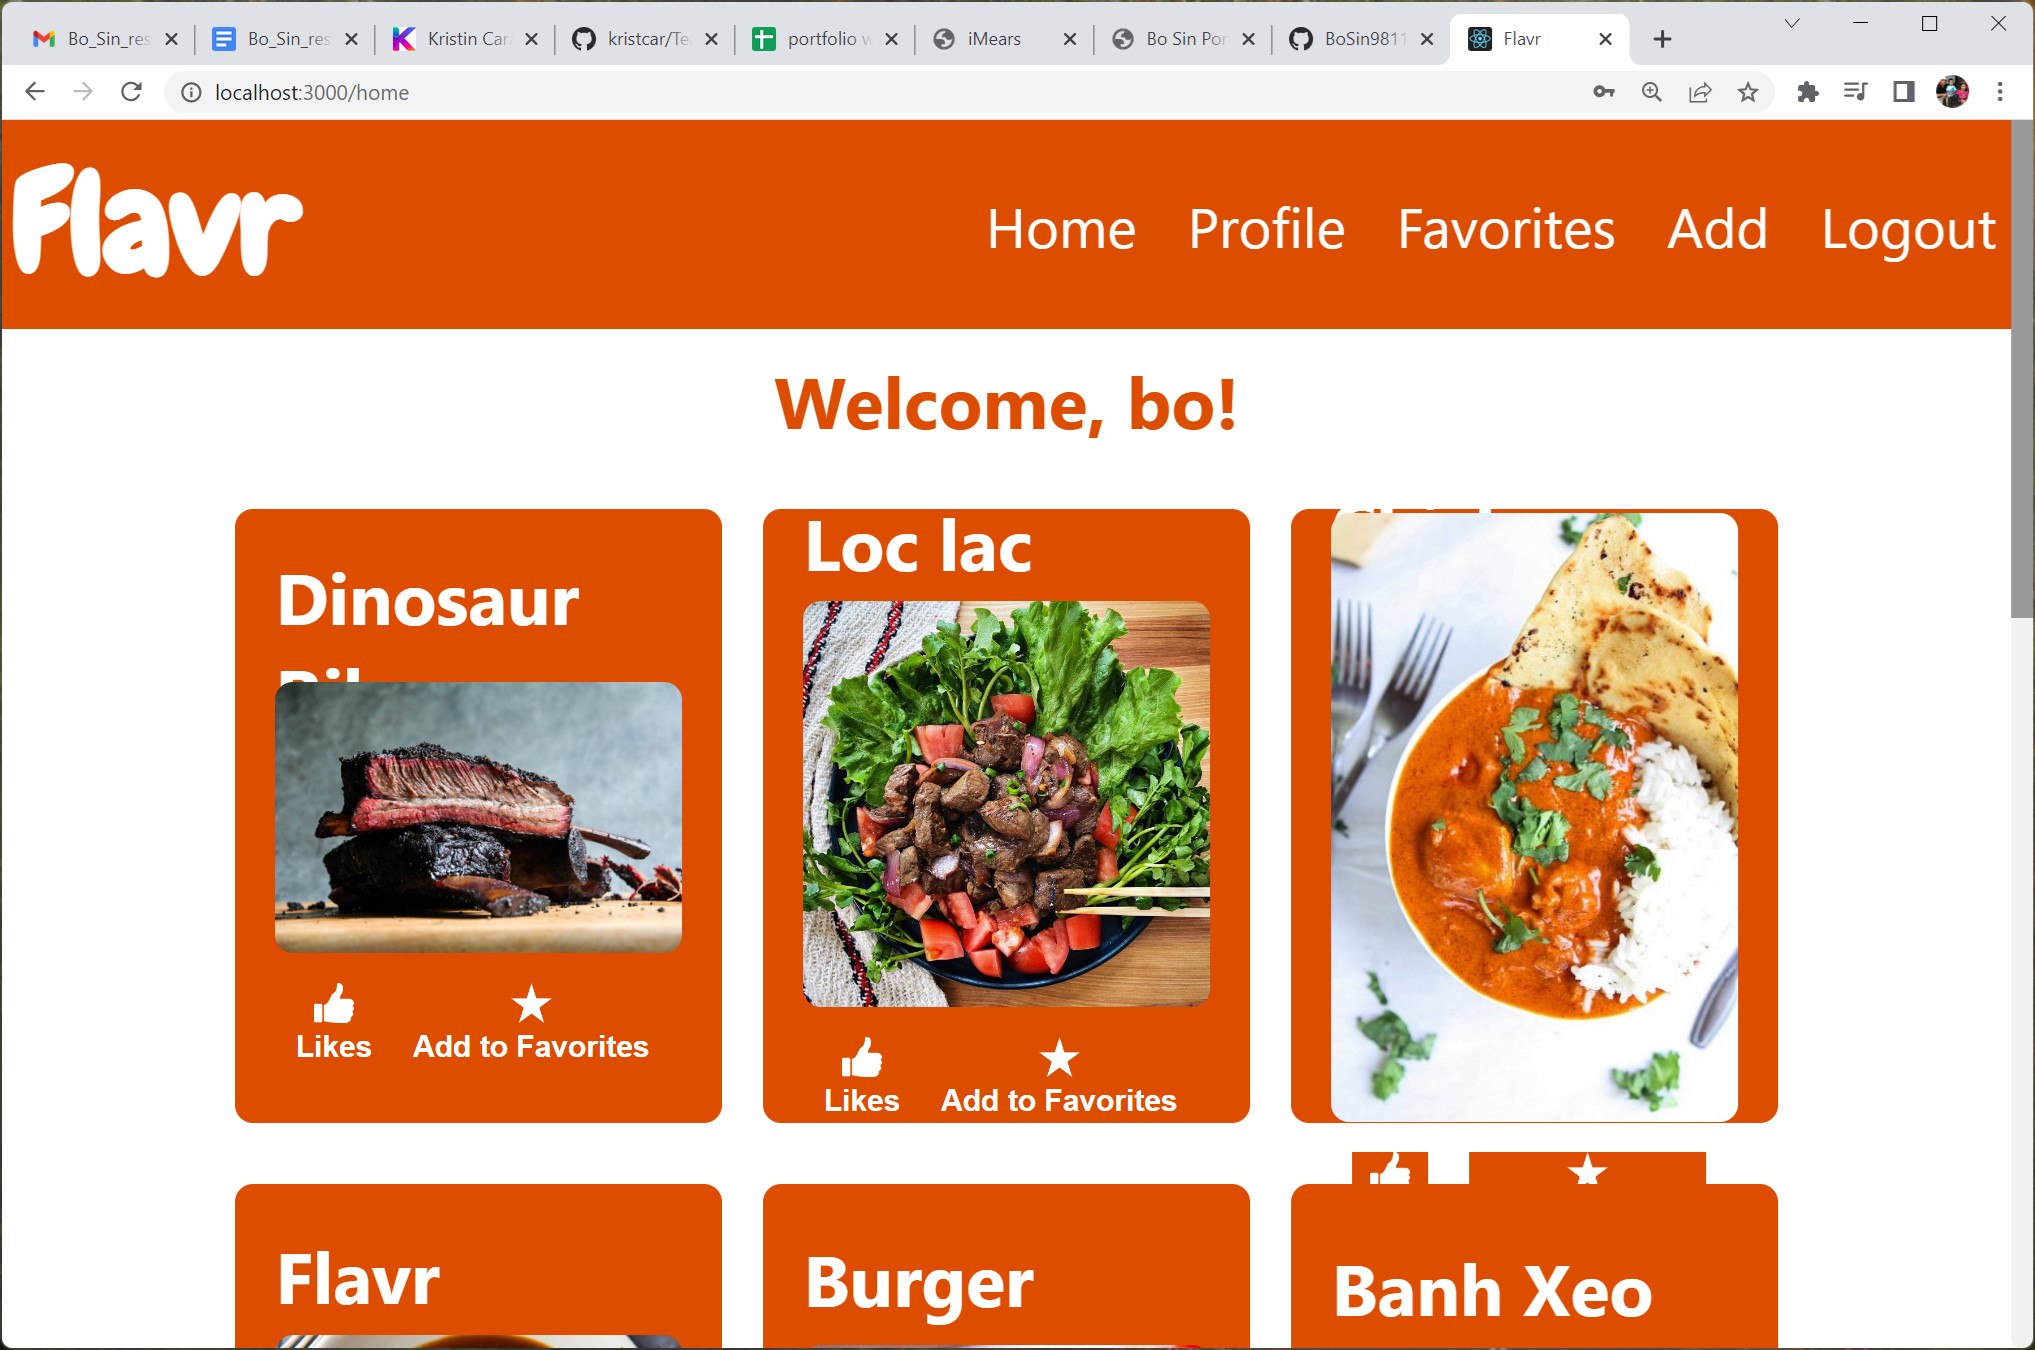 Bo_Sin_res
Bo_Sin_res
Kristin Car
kristcar/Te
portfolio w
iMears
Bo Sin Por
BoSin9811
Flavr
localhost:3000/home
Flavr
Home Profile Favorites Add Logout
Welcome, bo!
Dinosaur
Likes Add to Favorites
Loc lac
Likes Add to Favorites
Flavr
Burger
Banh Xeo